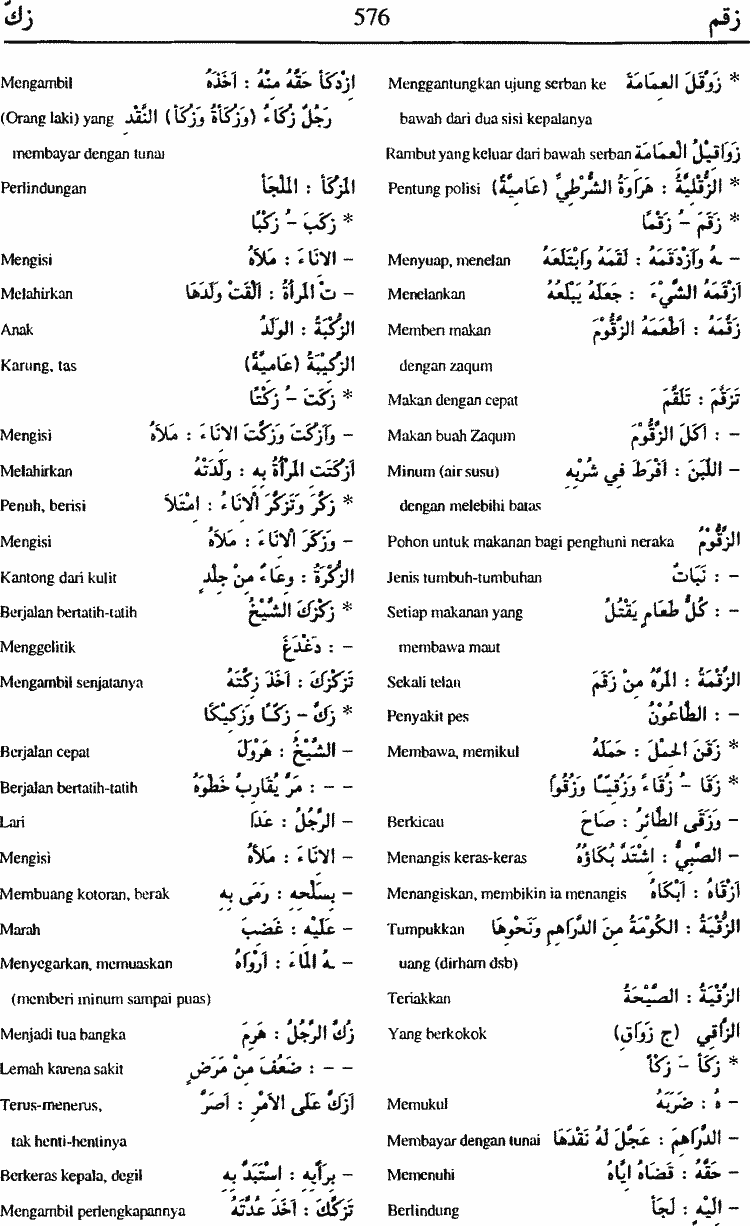 زقم 576 زكّ
* زَوْقَلَ العِمَامَةَ Menggantungkan ujung serban ke
bawah dari dua sisi kepalanya
زَوَاقِيْلُ العِمَامَة Rambut yang keluar dari bawah serban
* الزُّقْلِيَّةُ : هَرَاوَةُ الشُّرْطِيِّ (عَامِيَّة) Pentung polisi
* زَقَمَ – ُ زَقْمًا
– ـهُ وَازْدَقَمَهُ : لَقَمَهُ وَابْتَلَعَهُ Menyuap, menelan
اَزْقَمَهُ الشَّيْءَ : جَعَلَهُ يَبْلَعُهُ Menelankan
زَقَّمَهُ : اَطْعَمَهُ الزَّقُّوْمَ Memberi makan
dengan zaqum
تَزَقَّمَ : تَلَقَّمَ Makan dengan cepat
– : اَكَلَ الزَّقُّوْمَ Makan buah Zaqum
– اللَّبَنَ : اَفْرَطَ فِي شُرْبِهِ Minum (air susu)
dengan melebihi batas
الزَّقُّوْمُ Pohon untuk makanan bagi penghuni neraka
– : نَبَاتٌ Jenis tumbuh-tumbuhan
– : كُلُّ طَعَامٍ يَقْتُلُ Setiap makanan yang
membawa maut
الزَّقْمَةُ : المَرَّةُ مِنْ زَقَمَ Sekali telan
– : الطَّاعُوْنُ Penyakit pes
* زَقَنَ الحِمْلَ : حَمَلَهُ Membawa, memikul
* زَقَا – ُ زُقَاءً وَزُقِيًّا وَزُقُوًّا
– وَزَقَى الطَّائِرُ : صَاحَ Berkicau
– الصَّبِيُّ : اشْتَدَّ بُكَاؤُهُ Menangis keras-keras
اَزْقَاهُ : اَبْكَاهُ Menangiskan, membikin ia menangis
الزُّقْيَةُ : الكُوْمَةُ مِنَ الدَّرَاهِمِ وَنَحْوِهَا Tumpukkan
uang (dirham dsb)
الزَّقْيَةُ : الصَّيْحَةُ Teriakkan
الزَّاقِي (ج زَوَاقٍ) Yang berkokok
* زَكَأَ – َ زَكْأً
– هُ : ضَرَبَهُ Memukul
– الدَّرَاهِمَ : عَجَّلَ لَهُ نَقْدَهَا Membayar dengan tunai
– حَقَّهُ : قَضَاهُ اِيَّاهُ Memenuhi
– اِلَيْهِ : لَجَأَ Berlindung
ازْدَكَأَ حَقَّهُ مِنْهُ : اَخَذَهُ Mengambil
رَجُلٌ زُكَاءٌ (وَزُكَأَةٌ وَزُكَأُ) النَّقْدِ (Orang laki) yang
membayar dengan tunai
المَزْكَأُ : المَلْجَأُ Perlindungan
* زَكَبَ – ُ زَكْبًا
– الاِنَاءَ : مَلأَهُ Mengisi
– تْ المَرْأَةُ : اَلْقَتْ وَلَدَهَا Melahirkan
الزُّكْبَةُ : الوَلَدُ Anak
الزَّكِيْبَةُ (عَامِيَّةٌ) Karung, tas
* زَكَتَ – ُ زَكْتًا
– وَاَزْكَتَ وَزَكَّتَ الاِنَاءَ : مَلأَهُ Mengisi
اَزْكَتَتِ المَرْأَةُ بِهِ : وَلَدَتْهُ Melahirkan
* زَكَرَ وَتَزَكَّرَ اْلاِنَاءُ : امْتَلأَ Penuh, berisi
– وَزَكَّرَ اْلاِنَاءَ : مَلأَهُ Mengisi
الزُّكْرَةُ : وِعَاءٌ مِنْ جِلْدٍ Kantong dari kulit
* زَكْزَكَ الشَّيْخُ Berjalan bertatih-tatih
– : دَغْدَغَ Menggelitik
تَزَكْزَكَ : اَخَذَ زِكَّتَهُ Mengambil senjatanya
* زَكَّ – زَكًّا وَزَكِيْكًا
– الشَّيْخُ : هَرْوَلَ Berjalan cepat
– – : مَرَّ يُقَارِبُ خَطْوَهُ Berjalan bertatih-tatih
– الرَّجُلُ : عَدَا Lari
– الاِنَاءَ : مَلأَهُ Mengisi
– بِسَلْحِهِ : رَمَى بِهِ Membuang kotoran, berak
– عَلَيْهِ : غَضِبَ Marah
– ـهُ المَاءَ : اَرْوَاهُ Menyegarkan, memuaskan
(memberi minum sampai puas)
زَكَّ الرَّجُلُ : هَرِمَ Menjadi tua bangka
– – : ضَعُفَ مِنْ مَرَضٍ Lemah karena sakit
اَزَكَّ عَلَى الاَمْرِ : اَصَرَّ Terus-menerus,
tak henti-hentinya
– بِرَأْيِهِ : اسْتَبَدَّ بِهِ Berkeras kepala, degil
تَزَكَّكَ : اَخَذَ عُدَّتَهُ Mengambil perlengkapannya